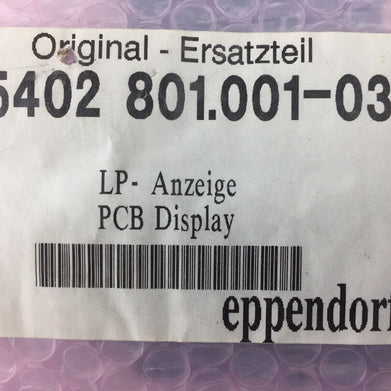 Original - Ersatzteil
5402 801.001-03
LP- Anzeige
PCB Display
eppendorf